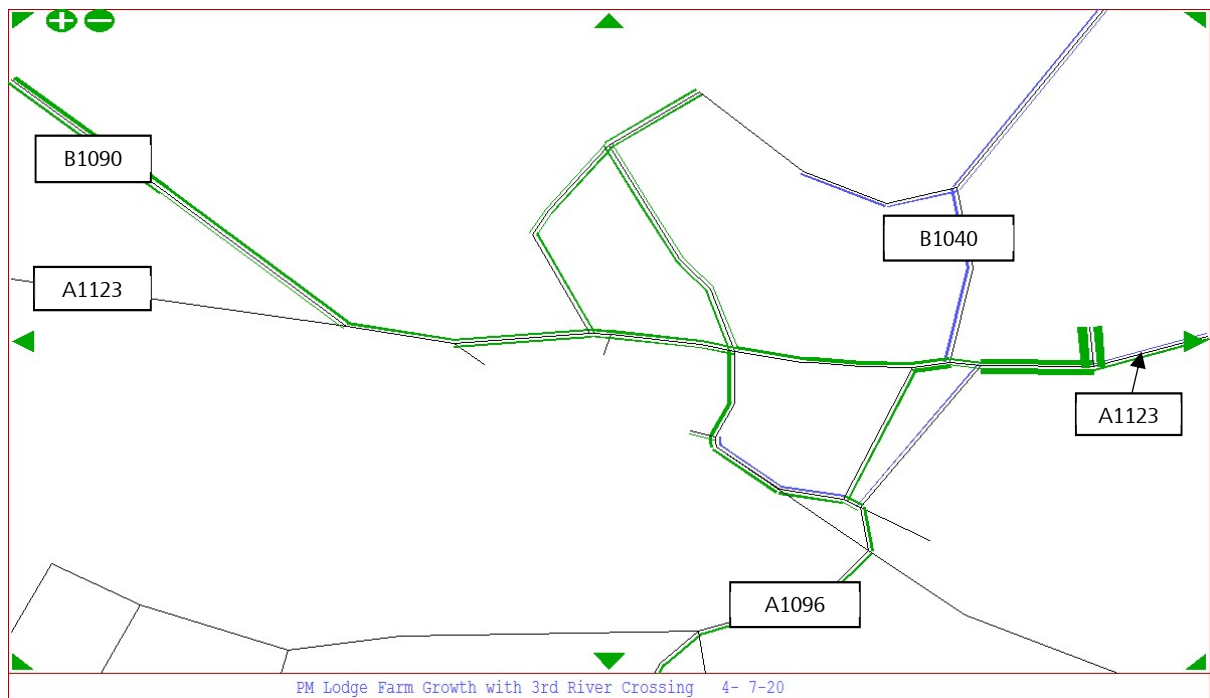 B1090
B1040
A1123
A1123
A1096
PM Lodge Farm Growth with 3rd River Crossing 4- 7-20